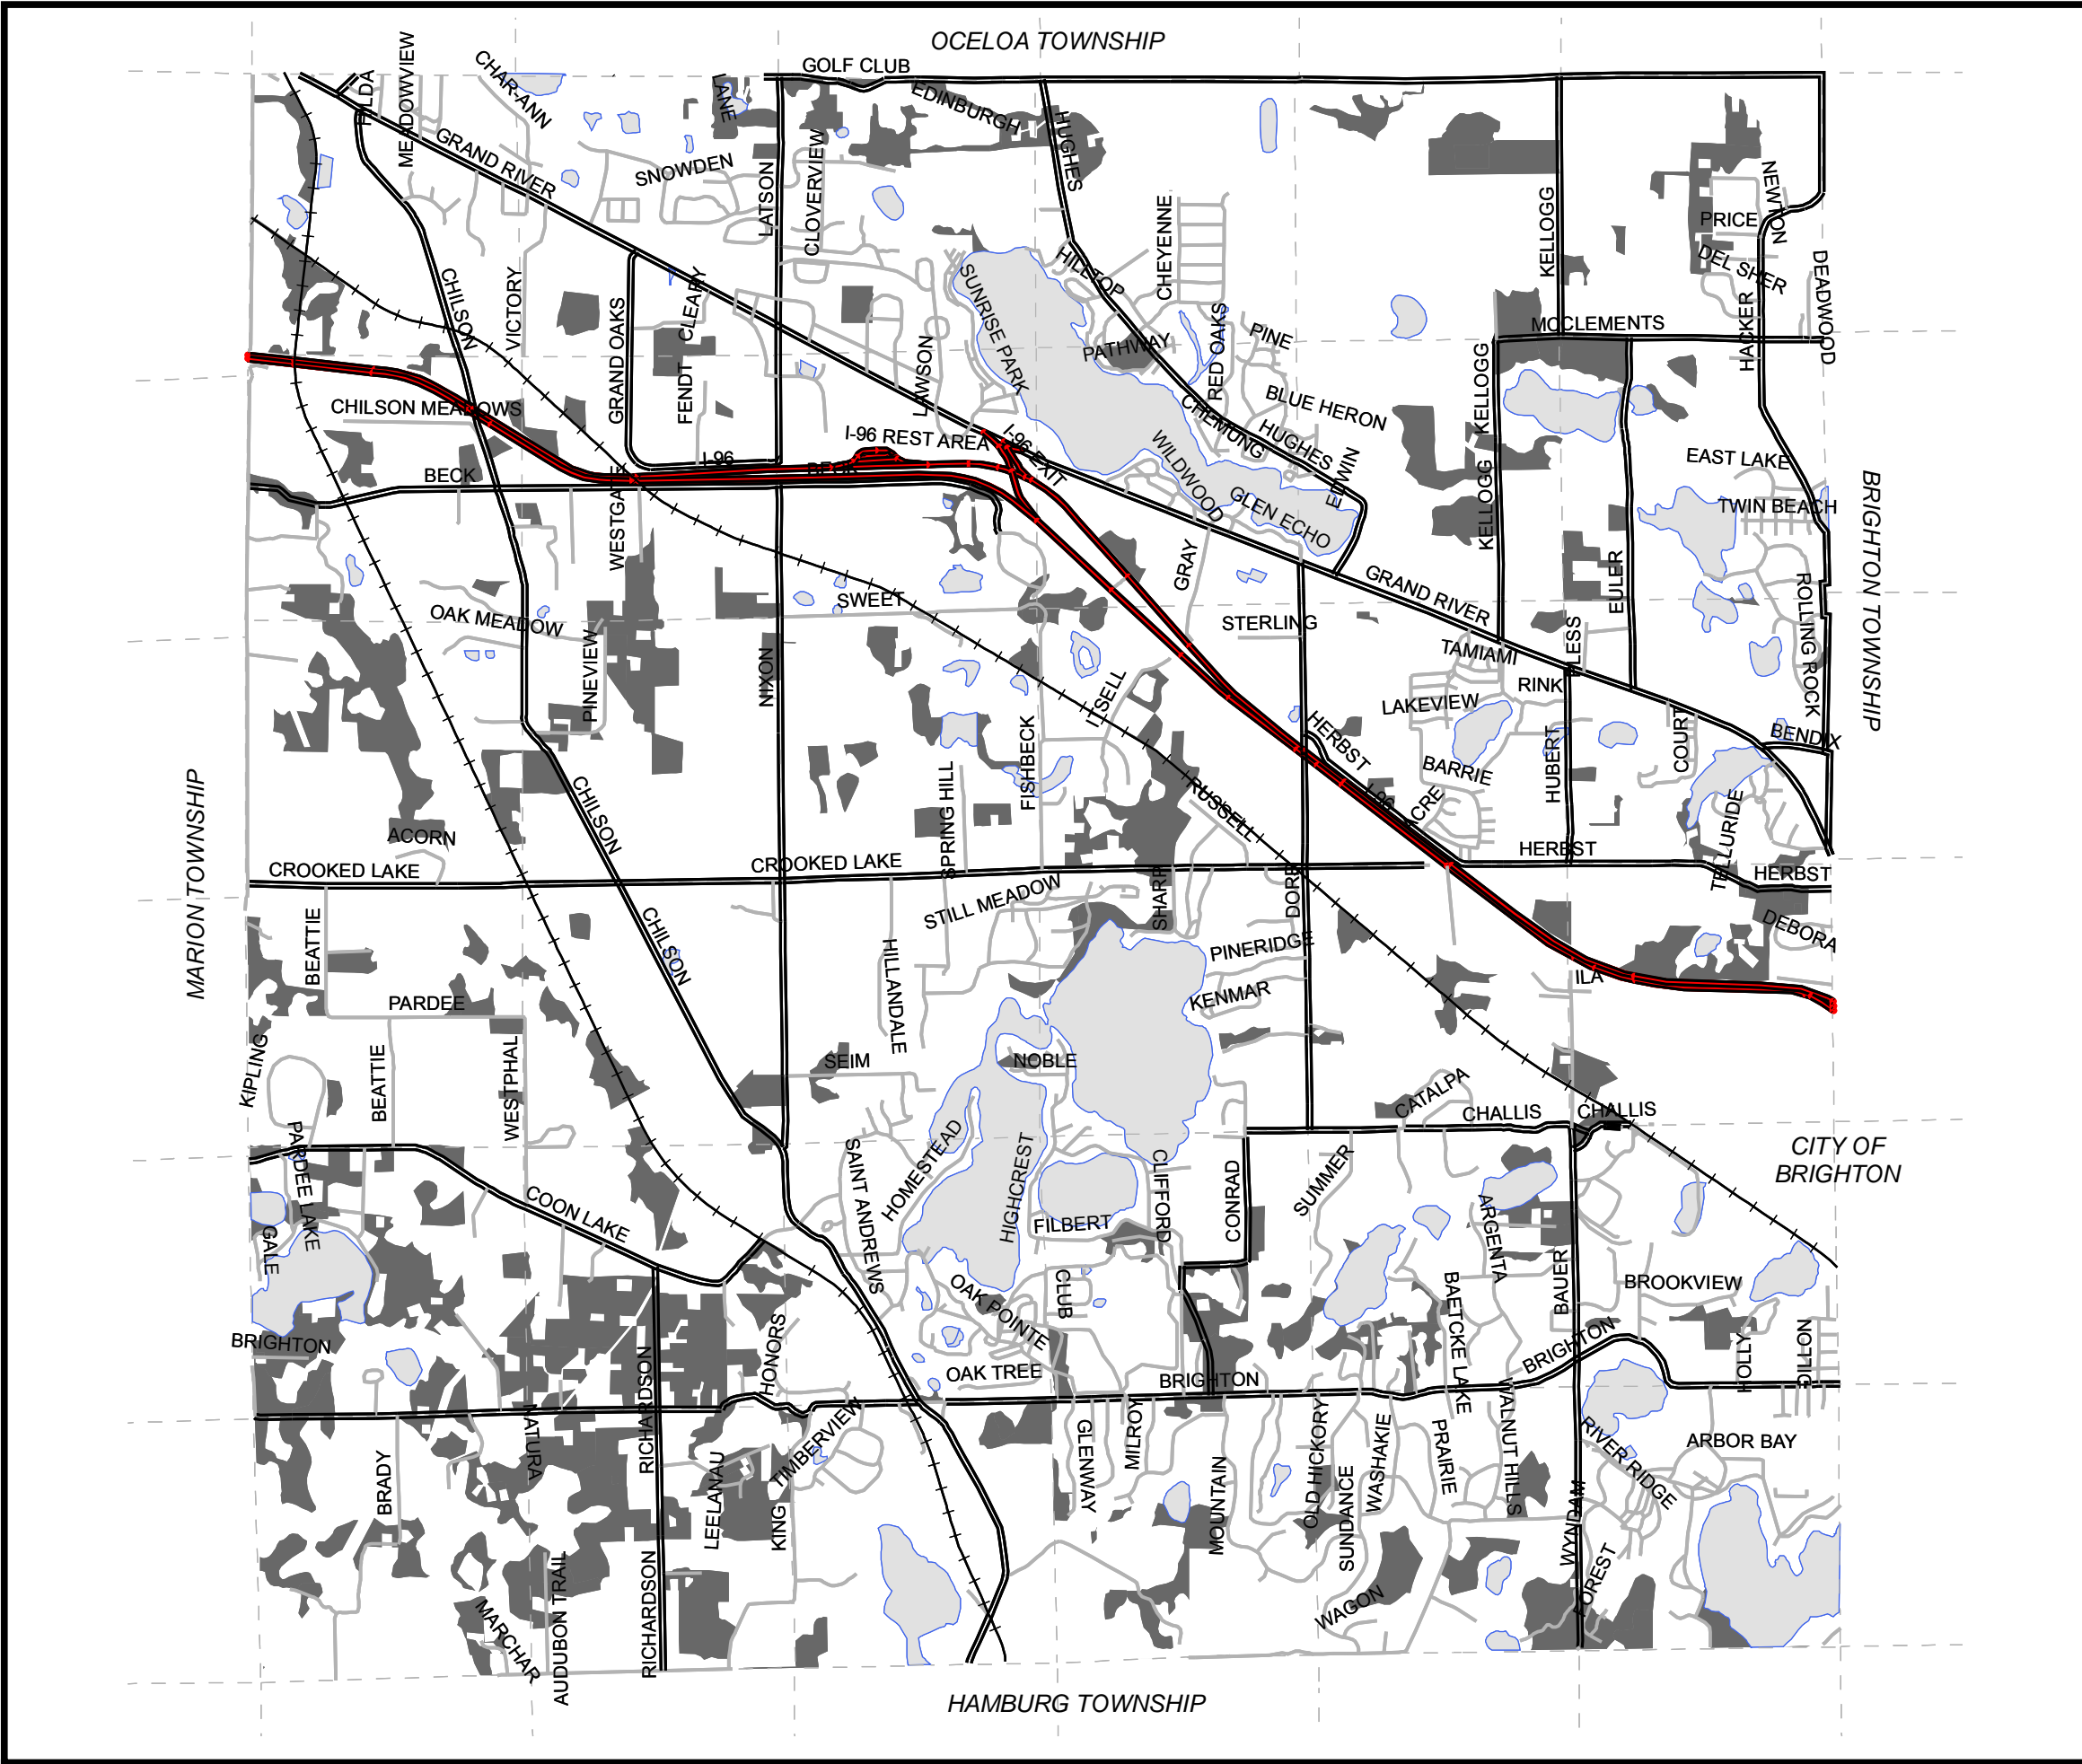 OCEOLA TOWNSHIP
GOLF CLUB
MEADOWVIEW
CHAR-ANN
LANE
EDINBURGH
HUGHES
GRAND RIVER
SNOWDEN
LATSON
CLOVERVIEW
CHEYENNE
KELLOGG
NEWTON
PRICE
DEL SHER
DEADWOOD
HACKER
CHILSON
VICTORY
GRAND OAKS
CLEARY
FENDT
SUNRISE PARK
HILLTOP
PATHWAY
RED OAKS
PINE
MCCLEMENTS
KELLOGG
LAWSON
BLUE HERON
CHILSON MEADOWS
I-96 REST AREA
I-96 EXIT
CHEMUNG
HUGHES
EDWIN
EAST LAKE
I-96
BECK
BECK
WILDWOOD
GLEN ECHO
KELLOGG
TWIN BEACH
BRIGHTON TOWNSHIP
GRAY
GRAND RIVER
EULER
ROLLING ROCK
SWEET
OAK MEADOW
STERLING
TAMIAMI
PLESS
PINEVIEW
NIXON
ITSELL
RINK
LAKEVIEW
COURT
BENDIX
FISHBECK
HERBST
BARRIE
HUBERT
MARION TOWNSHIP
CHILSON
SPRING HILL
RUSSELL
I-96
ACRE
TELLURIDE
ACORN
CROOKED LAKE
CROOKED LAKE
HERBST
HERBST
STILL MEADOW
SHARP
DORR
BEATTIE
CHILSON
HILLANDALE
PINERIDGE
DEBORA
PARDEE
KENMAR
ILA
KIPLING
BEATTIE
WESTPHAL
SEIM
NOBLE
CATALPA
CHALLIS
CHALLIS
PARDEE LAKE
SAINT ANDREWS
HOMESTEAD
HIGHCREST
CLIFFORD
CONRAD
SUMMER
CITY OF
BRIGHTON
COON LAKE
GALE
FILBERT
ARGENTA
BAUER
OAK POINTE
CLUB
BAETCKE LAKE
BROOKVIEW
BRIGHTON
RICHARDSON
HONORS
OAK TREE
BRIGHTON
BRIGHTON
HOLLY
NATURA
TIMBERVIEW
GLENWAY
MILROY
OLD HICKORY
WASHAKIE
PRAIRIE
WALNUT HILLS
RIVER RIDGE
ARBOR BAY
BRADY
LEELANAU
KING
MOUNTAIN
SUNDANCE
WYNDAM
FOREST
MARCHAR
AUDUBON TRAIL
RICHARDSON
WAGON
HAMBURG TOWNSHIP